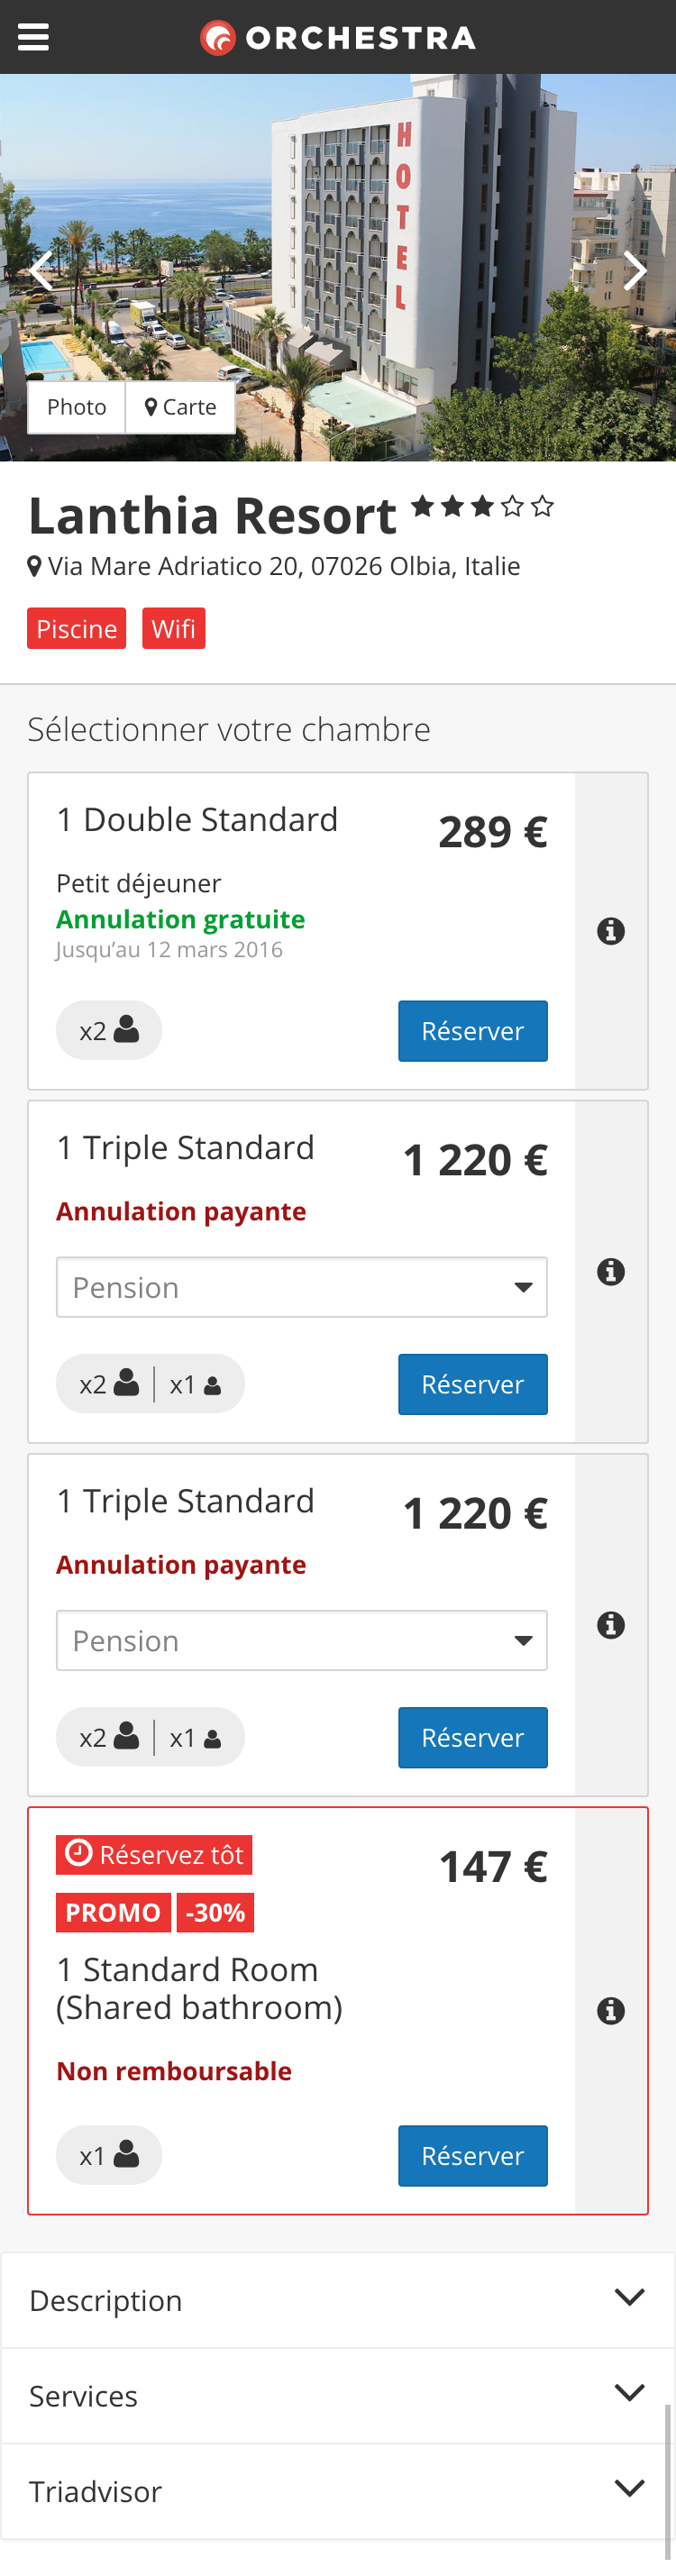 ORCHESTRA
HOTEL
Photo
Carte
Lanthia Resort
Via Mare Adriatico 20, 07026 Olbia, Italie
Piscine Wifi
Sélectionner votre chambre
1 Double Standard 289 €
Petit déjeuner
Annulation gratuite
Jusqu’au 12 mars 2016
x2 Réserver
1 Triple Standard 1 220 €
Annulation payante
Pension
x2 | x1 Réserver
1 Triple Standard 1 220 €
Annulation payante
Pension
x2 | x1 Réserver
Réservez tôt 147 €
PROMO -30%
1 Standard Room
(Shared bathroom)
Non remboursable
x1 Réserver
Description
Services
Triadvisor